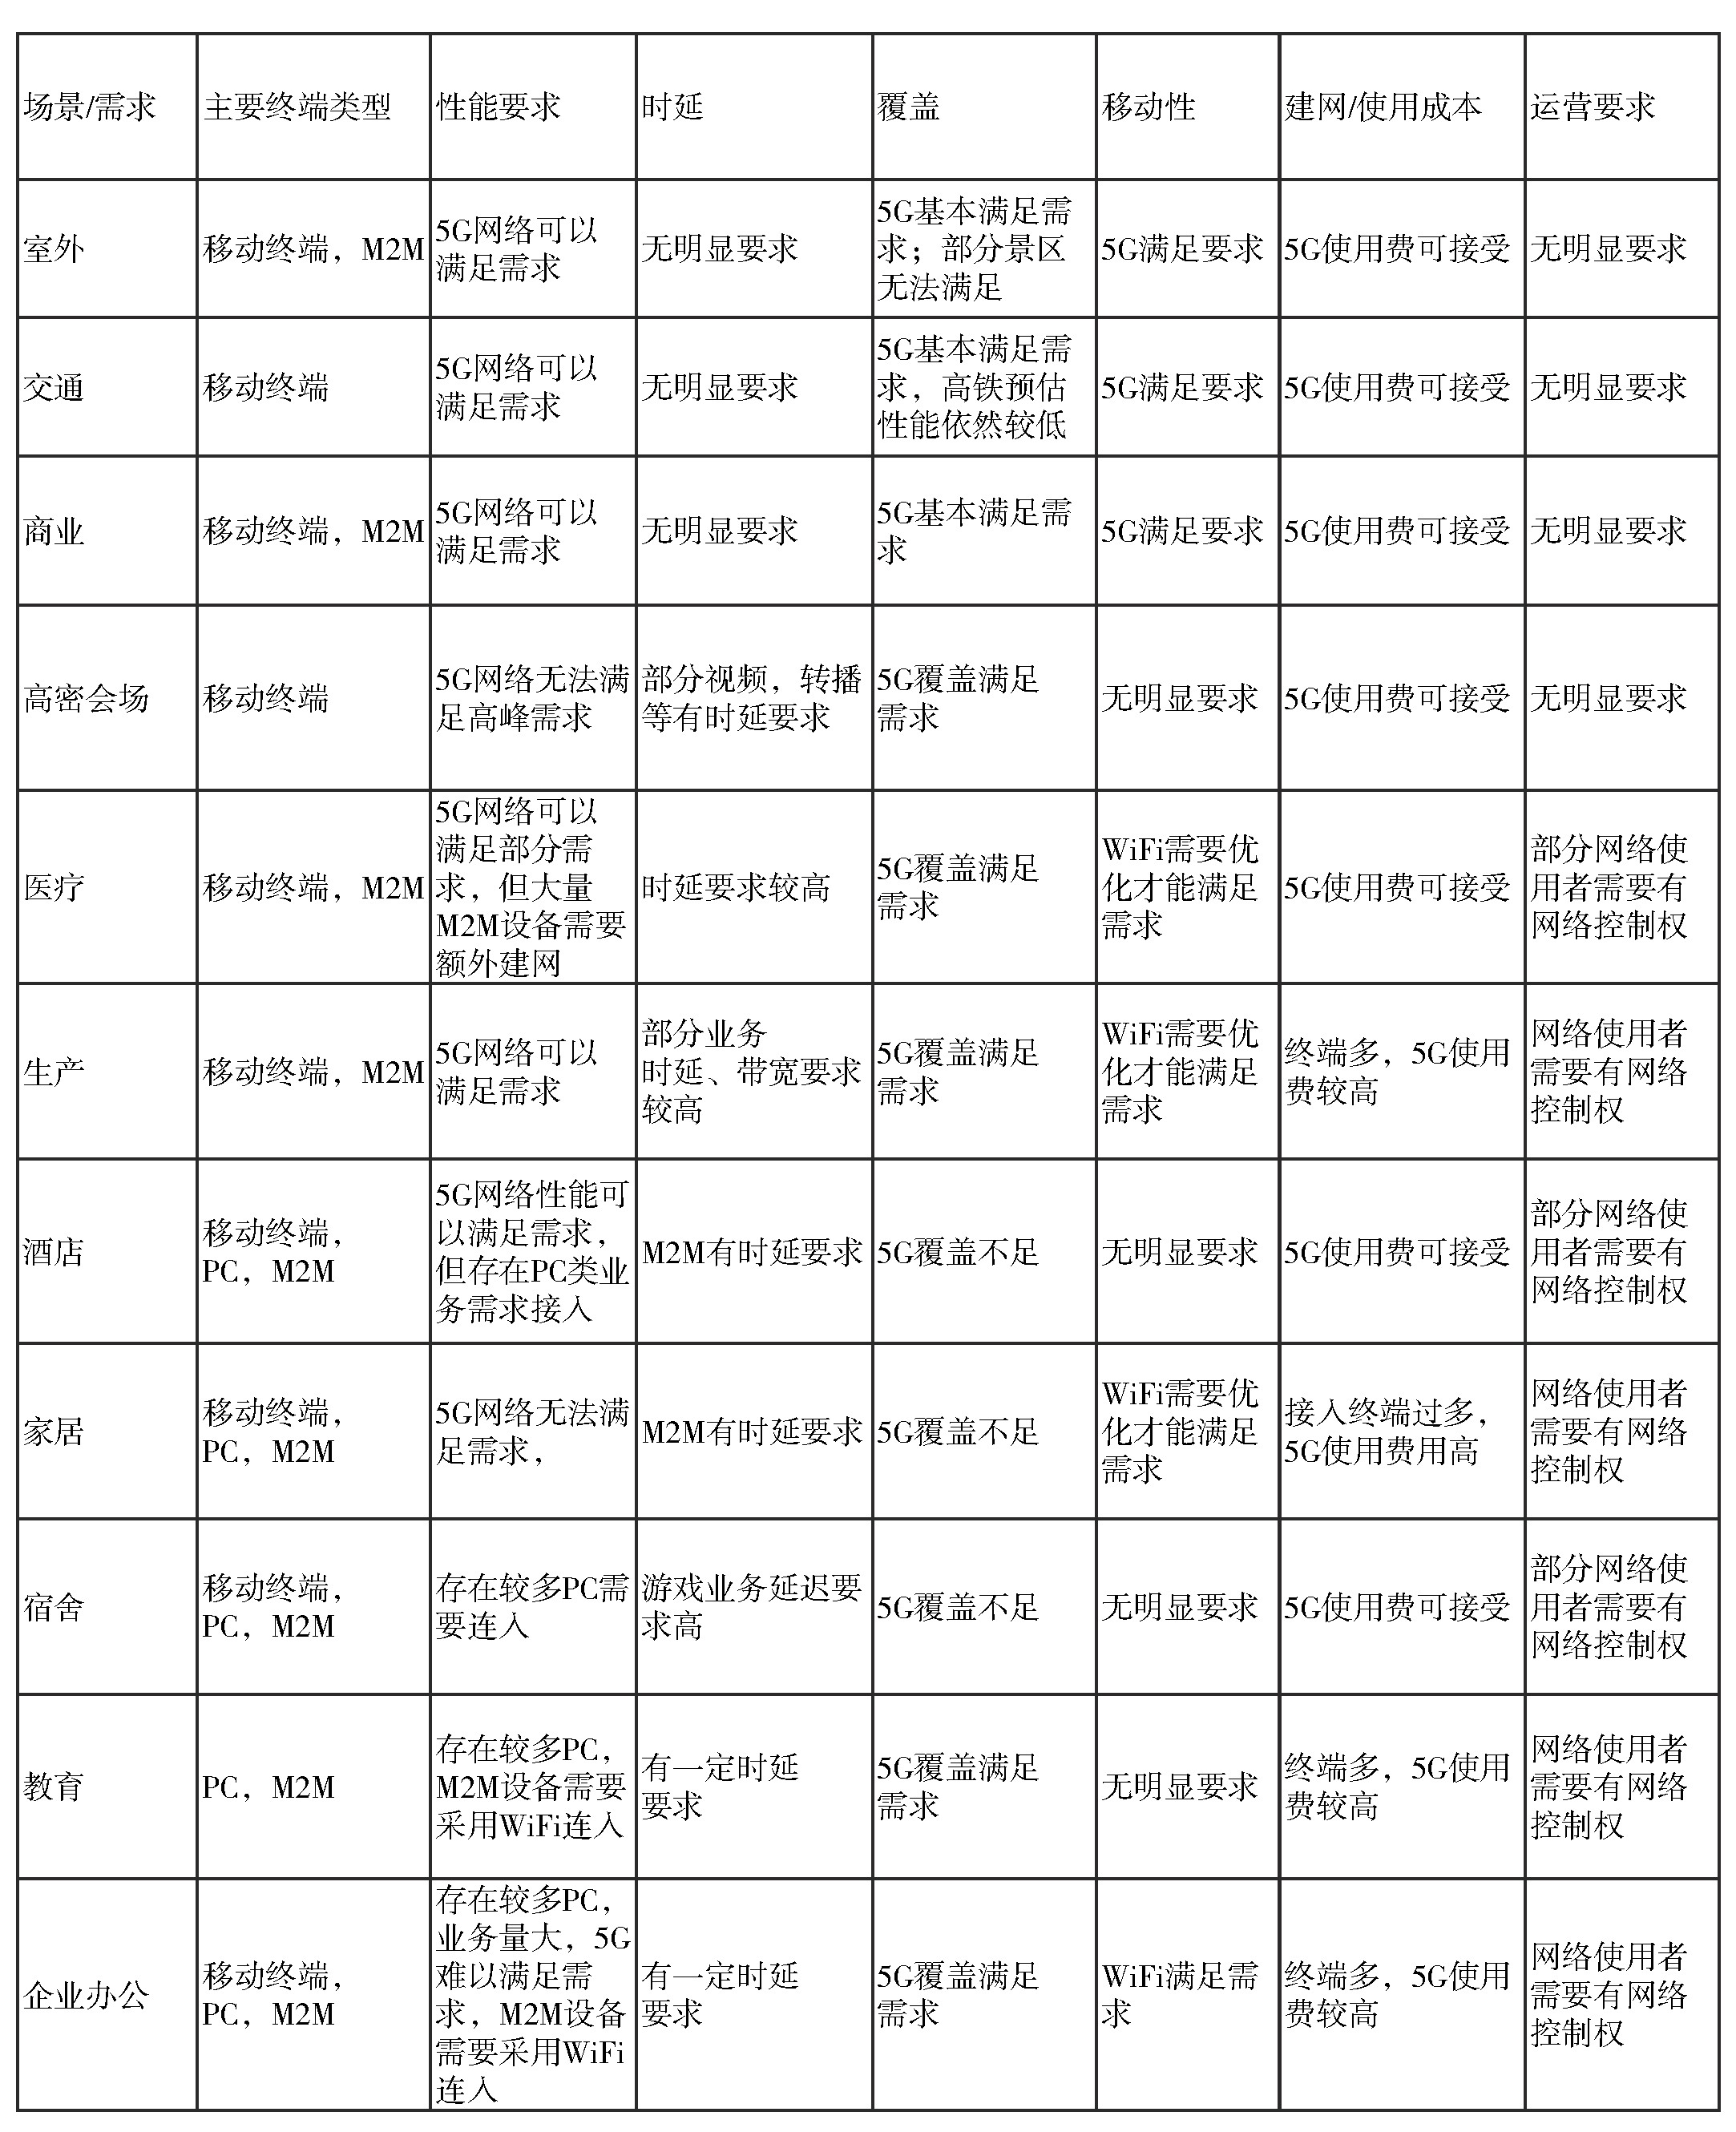 场景/需求
主要终端类型
性能要求
时延
覆盖
移动性
建网/使用成本
运营要求
室外
移动终端，M2M
5G网络可以
满足需求
无明显要求
5G基本满足需
求；部分景区
无法满足
5G满足要求
5G使用费可接受
无明显要求
交通
移动终端
5G网络可以
满足需求
无明显要求
5G基本满足需
求，高铁预估
性能依然较低
5G满足要求
5G使用费可接受
无明显要求
商业
移动终端，M2M
5G网络可以
满足需求
无明显要求
5G基本满足需
求
5G满足要求
5G使用费可接受
无明显要求
高密会场
移动终端
5G网络无法满
足高峰需求
部分视频，转播
等有时延要求
5G覆盖满足
需求
无明显要求
5G使用费可接受
无明显要求
医疗
移动终端，M2M
5G网络可以
满足部分需
求，但大量
M2M设备需要
额外建网
时延要求较高
5G覆盖满足
需求
WiFi需要优
化才能满足
需求
5G使用费可接受
部分网络使
用者需要有
网络控制权
生产
移动终端，M2M
5G网络可以
满足需求
部分业务
时延、带宽要求
较高
5G覆盖满足
需求
WiFi需要优
化才能满足
需求
终端多，5G使用
费较高
网络使用者
需要有网络
控制权
酒店
移动终端，
PC，M2M
5G网络性能可
以满足需求，
但存在PC类业
务需求接入
M2M有时延要求
5G覆盖不足
无明显要求
5G使用费可接受
部分网络使
用者需要有
网络控制权
家居
移动终端，
PC，M2M
5G网络无法满
足需求，
M2M有时延要求
5G覆盖不足
WiFi需要优
化才能满足
需求
接入终端过多，
5G使用费用高
网络使用者
需要有网络
控制权
宿舍
移动终端，
PC，M2M
存在较多PC需
要连入
游戏业务延迟要
求高
5G覆盖不足
无明显要求
5G使用费可接受
部分网络使
用者需要有
网络控制权
教育
PC，M2M
存在较多PC，
M2M设备需要
采用WiFi连入
有一定时延
要求
5G覆盖满足
需求
无明显要求
终端多，5G使用
费较高
网络使用者
需要有网络
控制权
企业办公
移动终端，
PC，M2M
存在较多PC，
业务量大，5G
难以满足需
求，M2M设备
需要采用WiFi
连入
有一定时延
要求
5G覆盖满足
需求
WiFi满足需
求
终端多，5G使用
费较高
网络使用者
需要有网络
控制权